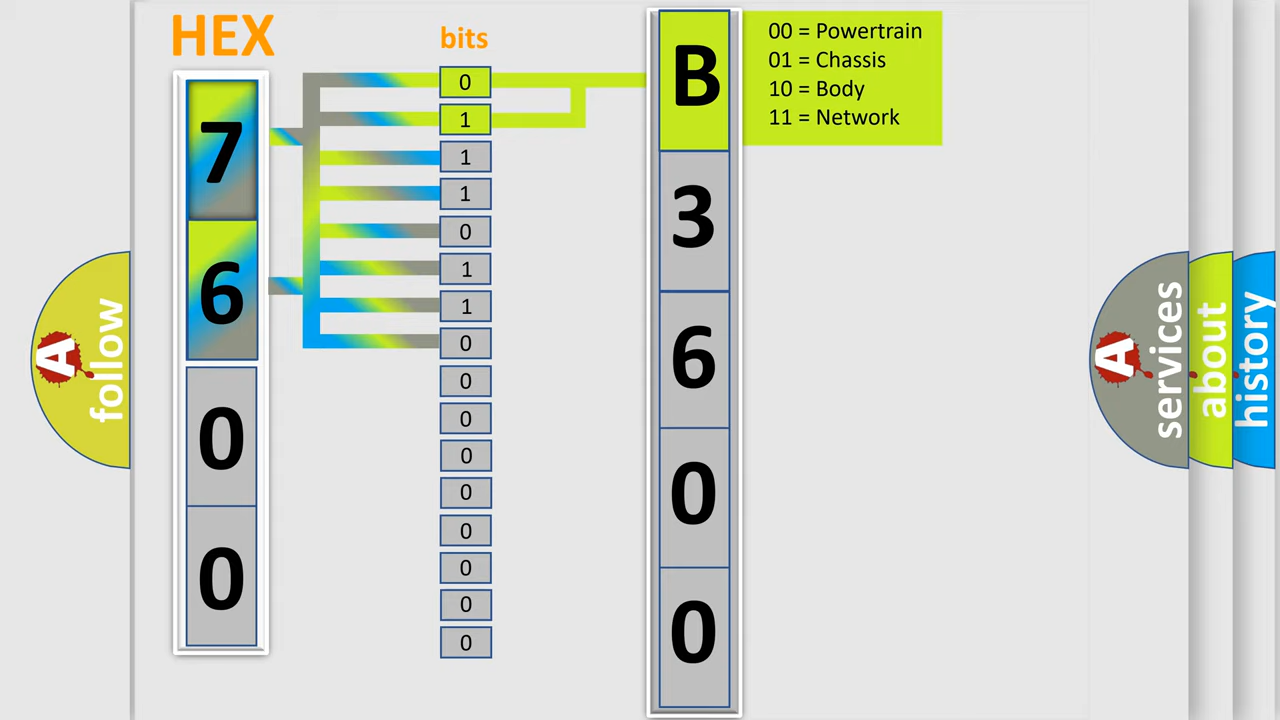 HEX
bits
7
6
0
0
0
1
1
1
0
1
1
0
0
0
0
0
0
0
0
0
B
3
6
0
0
00 = Powertrain
01 = Chassis
10 = Body
11 = Network
A
follow
A
services
about
history